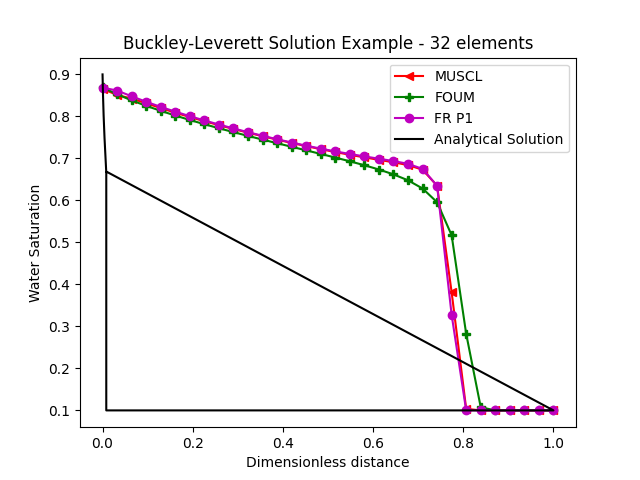 Buckley-Leverett Solution Example - 32 elements
MUSCL
FOUM
FR P1
Analytical Solution
Water Saturation
0.9
0.8
0.7
0.6
0.5
0.4
0.3
0.2
0.1
0.0 0.2 0.4 0.6 0.8 1.0
Dimensionless distance